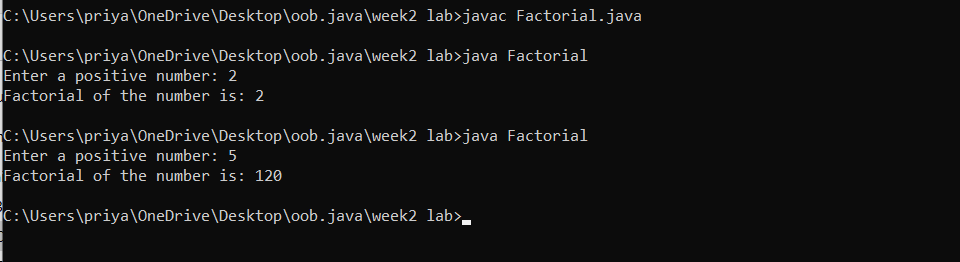 C:\Users\priya\OneDrive\Desktop\oob.java\week2 lab>javac Factorial.java
C:\Users\priya\OneDrive\Desktop\oob.java\week2 lab>java Factorial
Enter a positive number: 2
Factorial of the number is: 2
C:\Users\priya\OneDrive\Desktop\oob.java\week2 lab>java Factorial
Enter a positive number: 5
Factorial of the number is: 120
C:\Users\priya\OneDrive\Desktop\oob.java\week2 lab>